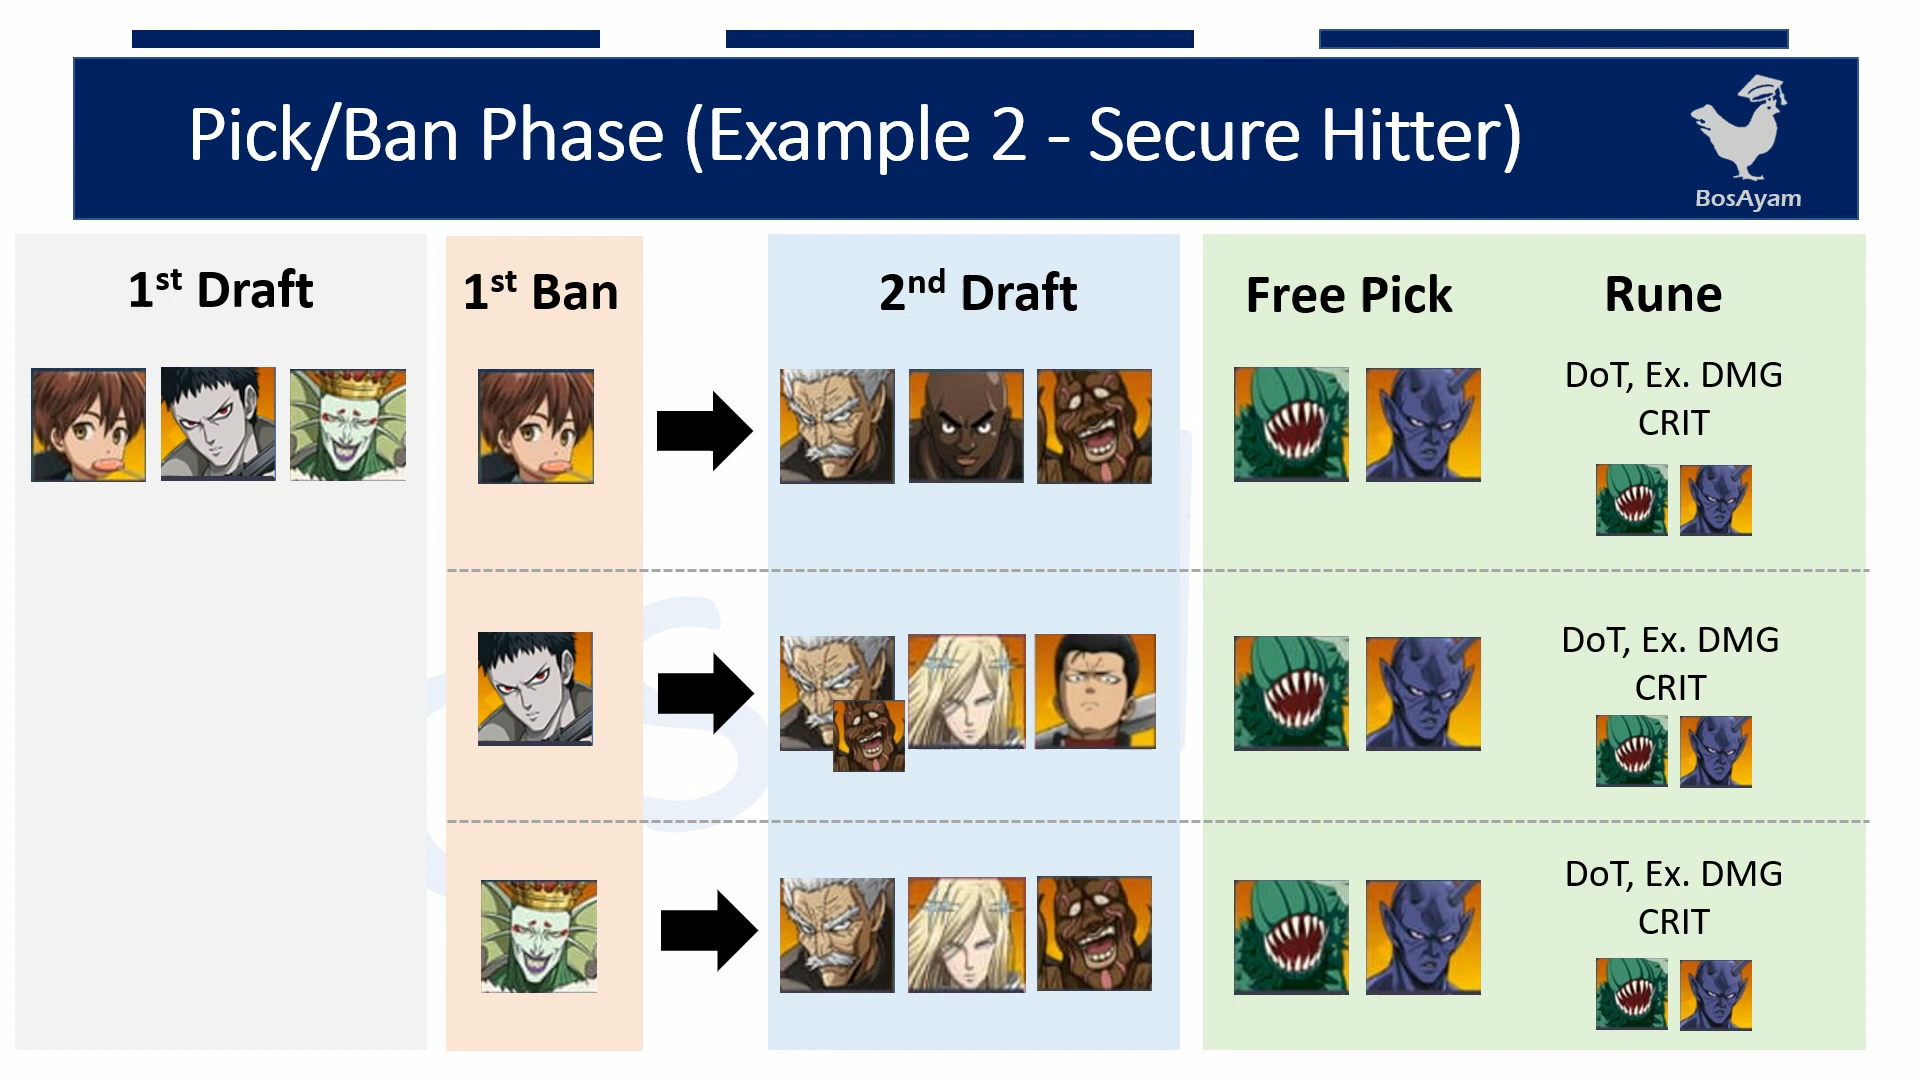 Pick/Ban Phase (Example 2 - Secure Hitter)
BosAyam
1st Draft
1st Ban
2nd Draft
Free Pick
Rune
DoT, Ex. DMG
CRIT
DoT, Ex. DMG
CRIT
DoT, Ex. DMG
CRIT